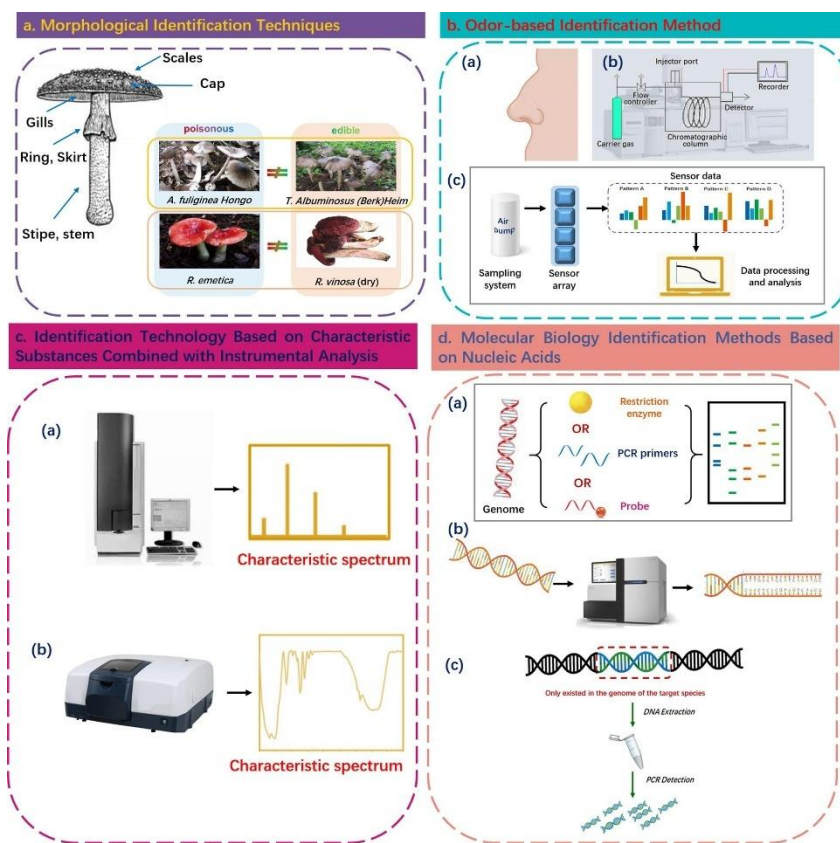 a. Morphological Identification Techniques
Scales
Cap
Gills
Ring, Skirt
Stipe, stem
poisonous
edible
A. fuliginea Hongo
T. Albuminosus (Berk)Heim
R. emetica
R. vinosa (dry)
b. Odor-based Identification Method
(a)
(b)
Injector port
Flow
controller
Recorder
Detector
Chromatographic
column
Carrier gas
(c)
Sensor data
Pattern A
Pattern B
Pattern C
Pattern D
Air
bump
Sampling
system
Sensor
array
Data processing
and analysis
c. Identification Technology Based on Characteristic
Substances Combined with Instrumental Analysis
(a)
Characteristic spectrum
(b)
Characteristic spectrum
d. Molecular Biology Identification Methods Based
on Nucleic Acids
(a)
Genome
Restriction
enzyme
OR
PCR primers
OR
Probe
(b)
(c)
Only existed in the genome of the target species
DNA Extraction
PCR Detection